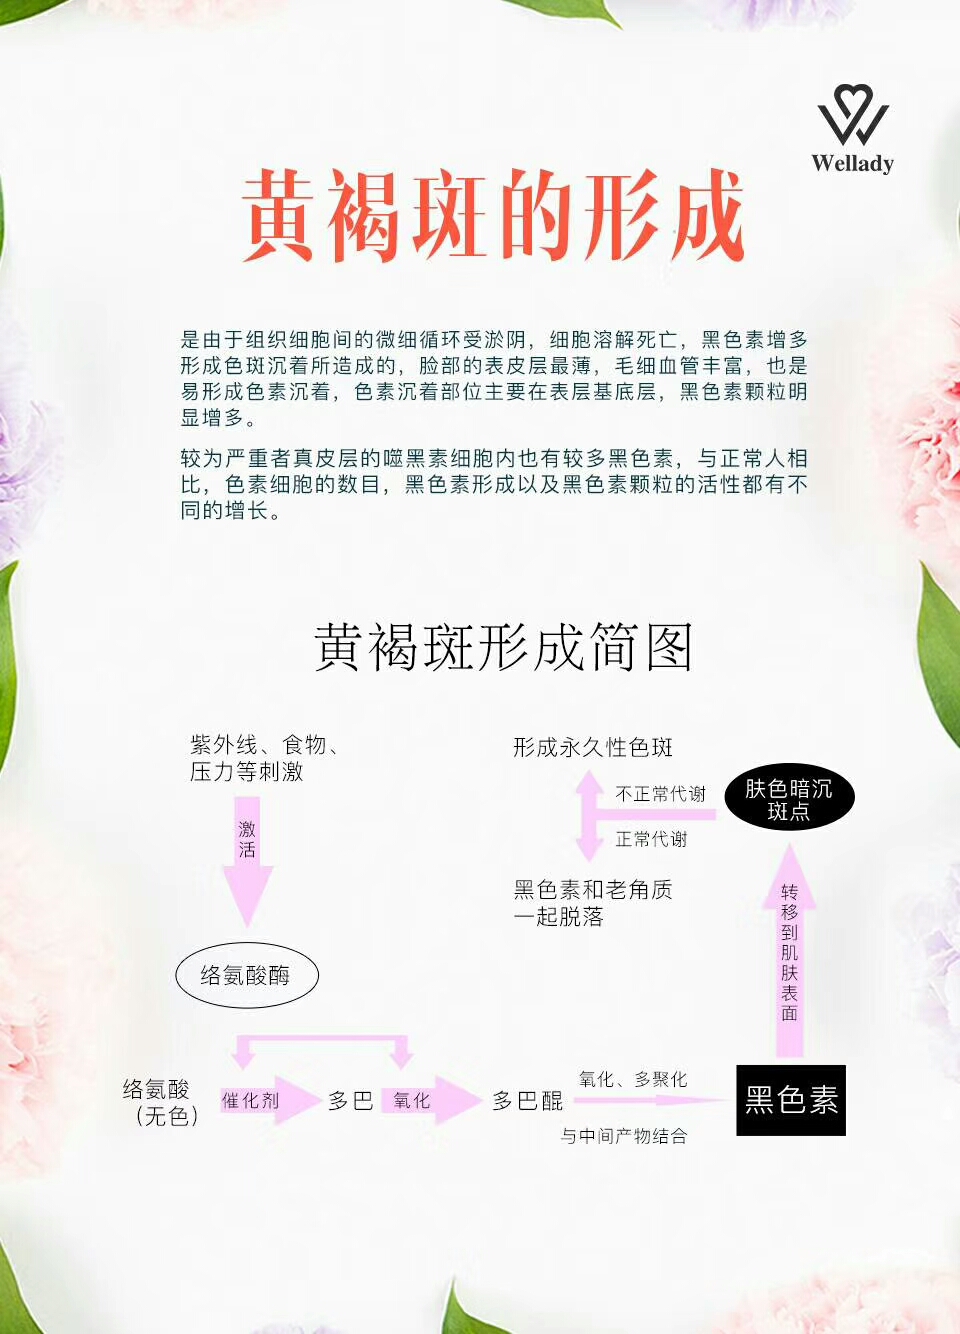 Wellady
黄褐斑的形成
是由于组织细胞间的微细循环受淤阴，细胞溶解死亡，黑色素增多
形成色斑沉着所造成的，脸部的表皮层最薄，毛细血管丰富，也是
易形成色素沉着，色素沉着部位主要在表层基底层，黑色素颗粒明
显增多。
较为严重者真皮层的噬黑素细胞内也有较多黑色素，与正常人相
比，色素细胞的数目，黑色素形成以及黑色素颗粒的活性都有不
同的增长。
黄褐斑形成简图
紫外线、食物、
压力等刺激
激活
络氨酸酶
络氨酸
（无色）
催化剂
多巴
氧化
多巴醌
氧化、多聚化
与中间产物结合
黑色素
转移到肌肤表面
肤色暗沉
斑点
不正常代谢
正常代谢
形成永久性色斑
黑色素和老角质
一起脱落